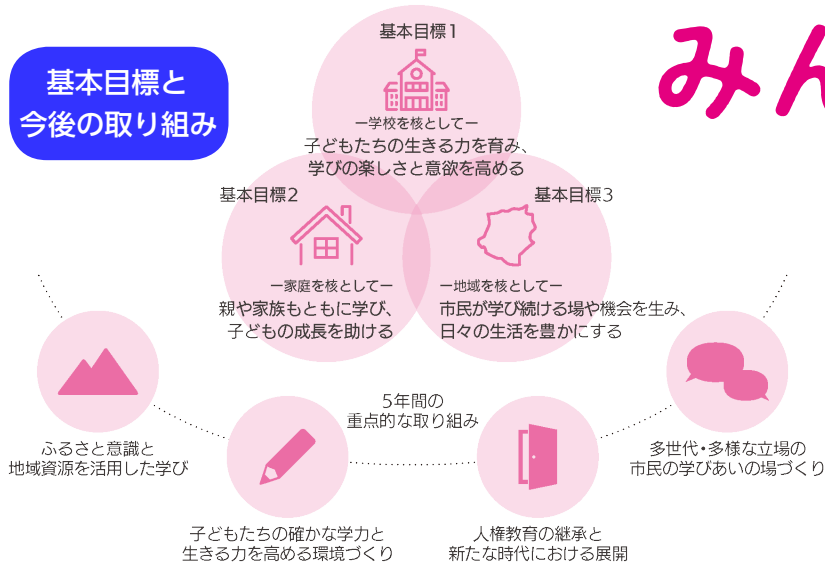 基本目標と
今後の取り組み
みん
基本目標1
ー学校を核としてー
子どもたちの生きる力を育み、
学びの楽しさと意欲を高める
基本目標2
ー家庭を核としてー
親や家族もともに学び、
子どもの成長を助ける
基本目標3
ー地域を核としてー
市民が学び続ける場や機会を生み、
日々の生活を豊かにする
5年間の
重点的な取り組み
ふるさと意識と
地域資源を活用した学び
子どもたちの確かな学力と
生きる力を高める環境づくり
人権教育の継承と
新たな時代における展開
多世代・多様な立場の
市民の学びあいの場づくり